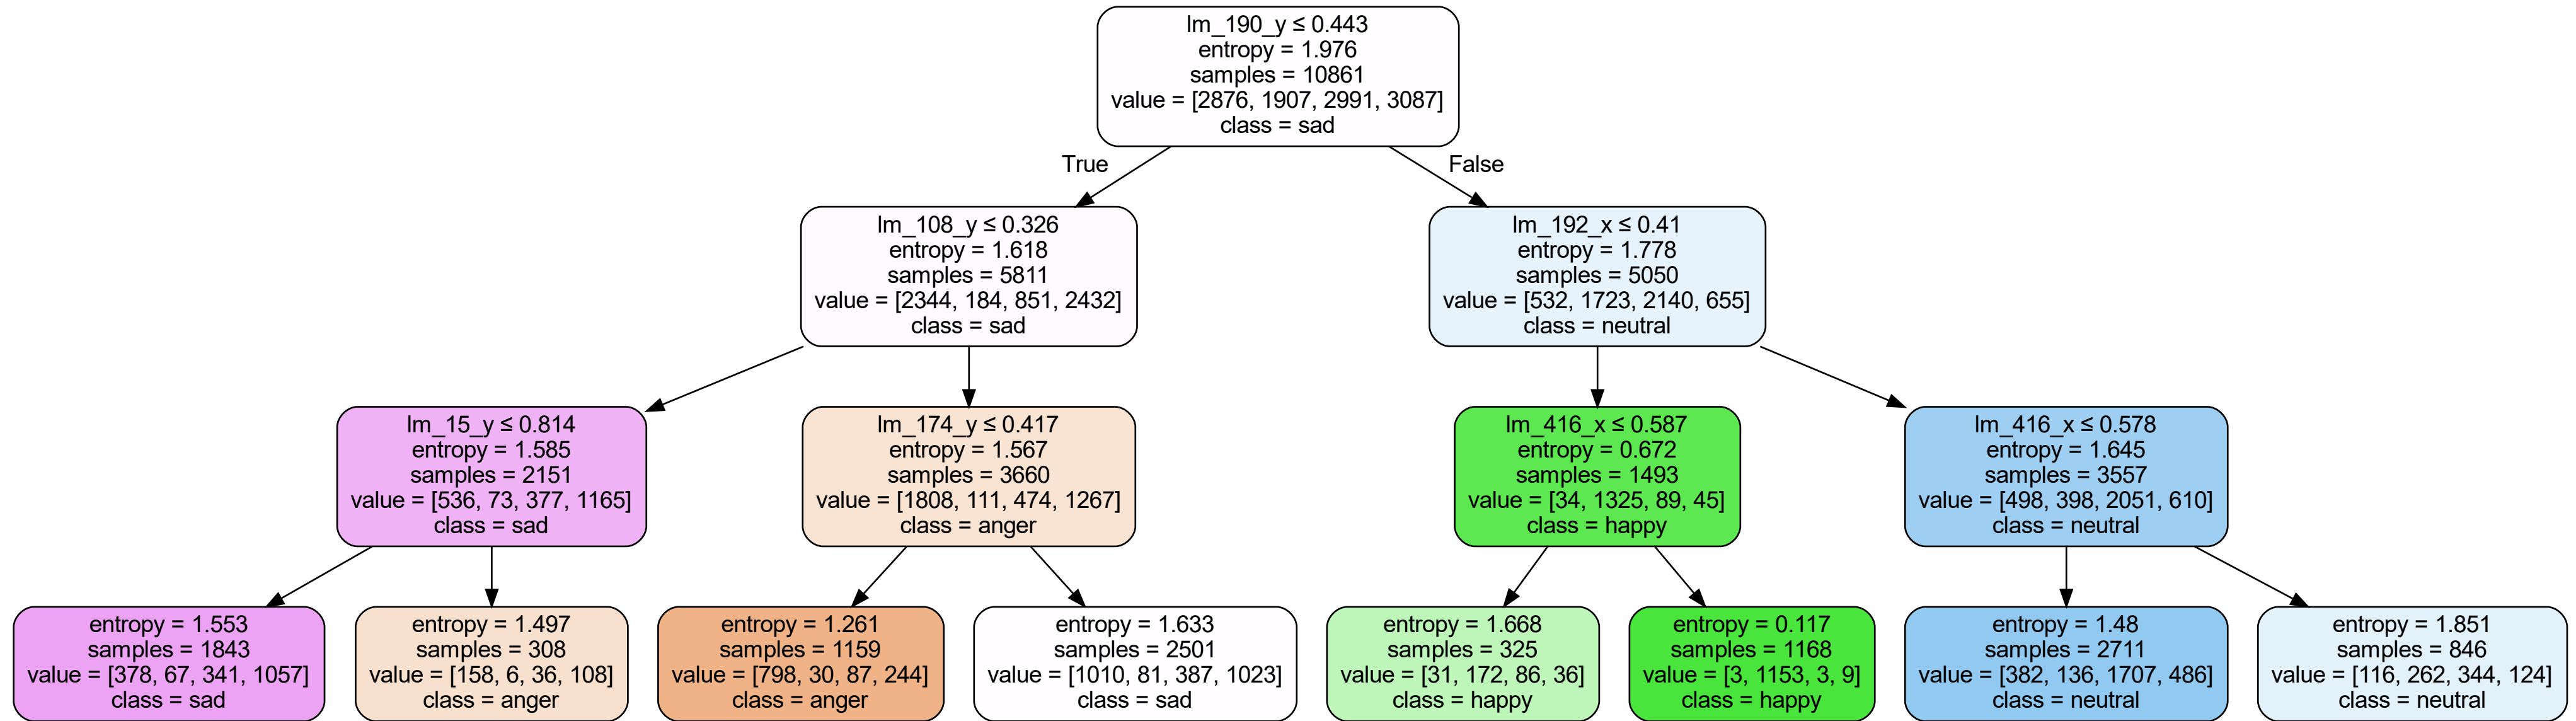 lm_190_y ≤ 0.443
entropy = 1.976
samples = 10861
value = [2876, 1907, 2991, 3087]
class = sad
True
False
lm_108_y ≤ 0.326
entropy = 1.618
samples = 5811
value = [2344, 184, 851, 2432]
class = sad
lm_192_x ≤ 0.41
entropy = 1.778
samples = 5050
value = [532, 1723, 2140, 655]
class = neutral
lm_15_y ≤ 0.814
entropy = 1.585
samples = 2151
value = [536, 73, 377, 1165]
class = sad
lm_174_y ≤ 0.417
entropy = 1.567
samples = 3660
value = [1808, 111, 474, 1267]
class = anger
lm_416_x ≤ 0.587
entropy = 0.672
samples = 1493
value = [34, 1325, 89, 45]
class = happy
lm_416_x ≤ 0.578
entropy = 1.645
samples = 3557
value = [498, 398, 2051, 610]
class = neutral
entropy = 1.553
samples = 1843
value = [378, 67, 341, 1057]
class = sad
entropy = 1.497
samples = 308
value = [158, 6, 36, 108]
class = anger
entropy = 1.261
samples = 1159
value = [798, 30, 87, 244]
class = anger
entropy = 1.633
samples = 2501
value = [1010, 81, 387, 1023]
class = sad
entropy = 1.668
samples = 325
value = [31, 172, 86, 36]
class = happy
entropy = 0.117
samples = 1168
value = [3, 1153, 3, 9]
class = happy
entropy = 1.48
samples = 2711
value = [382, 136, 1707, 486]
class = neutral
entropy = 1.851
samples = 846
value = [116, 262, 344, 124]
class = neutral